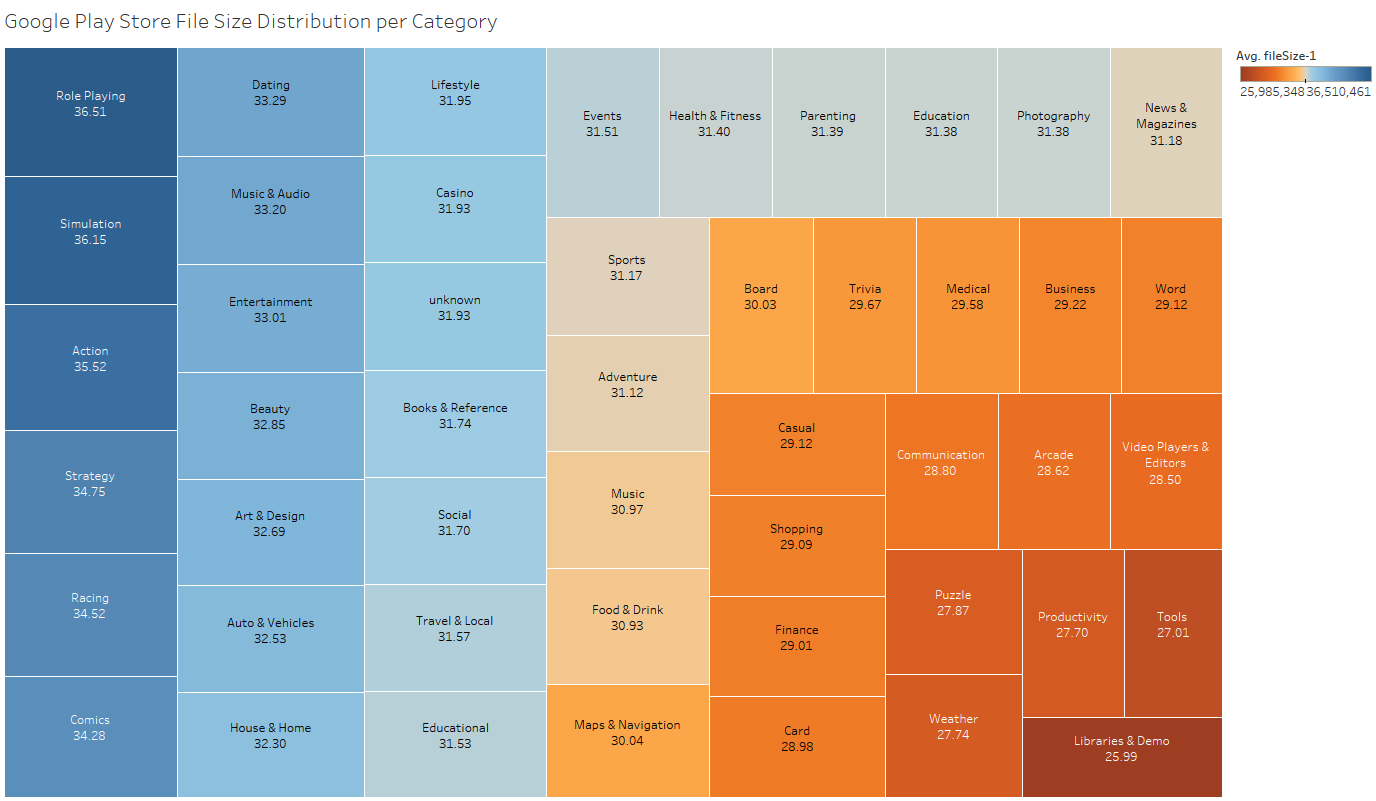 Google Play Store File Size Distribution per Category
Role Playing
36.51
Simulation
36.15
Action
35.52
Strategy
34.75
Racing
34.52
Comics
34.28
Dating
33.29
Music & Audio
33.20
Entertainment
33.01
Beauty
32.85
Art & Design
32.69
Auto & Vehicles
32.53
House & Home
32.30
Lifestyle
31.95
Casino
31.93
unknown
31.93
Books & Reference
31.74
Social
31.70
Travel & Local
31.57
Educational
31.53
Events
31.51
Health & Fitness
31.40
Parenting
31.39
Education
31.38
Photography
31.38
News &
Magazines
31.18
Sports
31.17
Adventure
31.12
Music
30.97
Food & Drink
30.93
Maps & Navigation
30.04
Board
30.03
Trivia
29.67
Medical
29.58
Business
29.22
Word
29.12
Casual
29.12
Shopping
29.09
Finance
29.01
Card
28.98
Communication
28.80
Arcade
28.62
Video Players &
Editors
28.50
Puzzle
27.87
Weather
27.74
Productivity
27.70
Tools
27.01
Libraries & Demo
25.99
Avg. fileSize-1
25,985,348 36,510,461